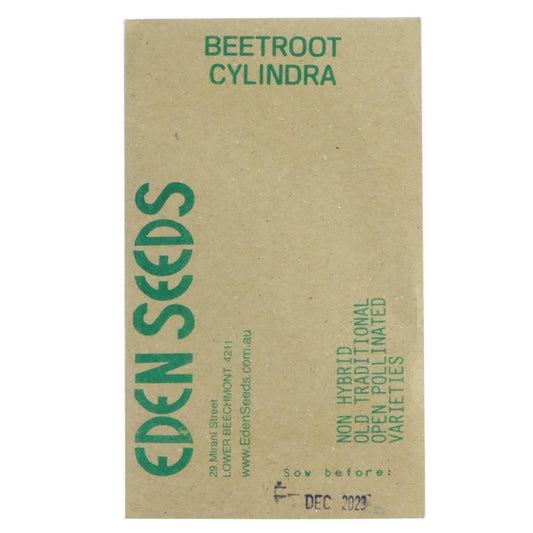 BEETROOT
CYLINDRA
EDEN SEEDS
29 Mirani Street
LOWER BEECHMONT 4211
www.EdenSeeds.com.au
NON HYBRID
OLD TRADITIONAL
OPEN POLLINATED
VARIETIES
Sow before:
DEC 2023